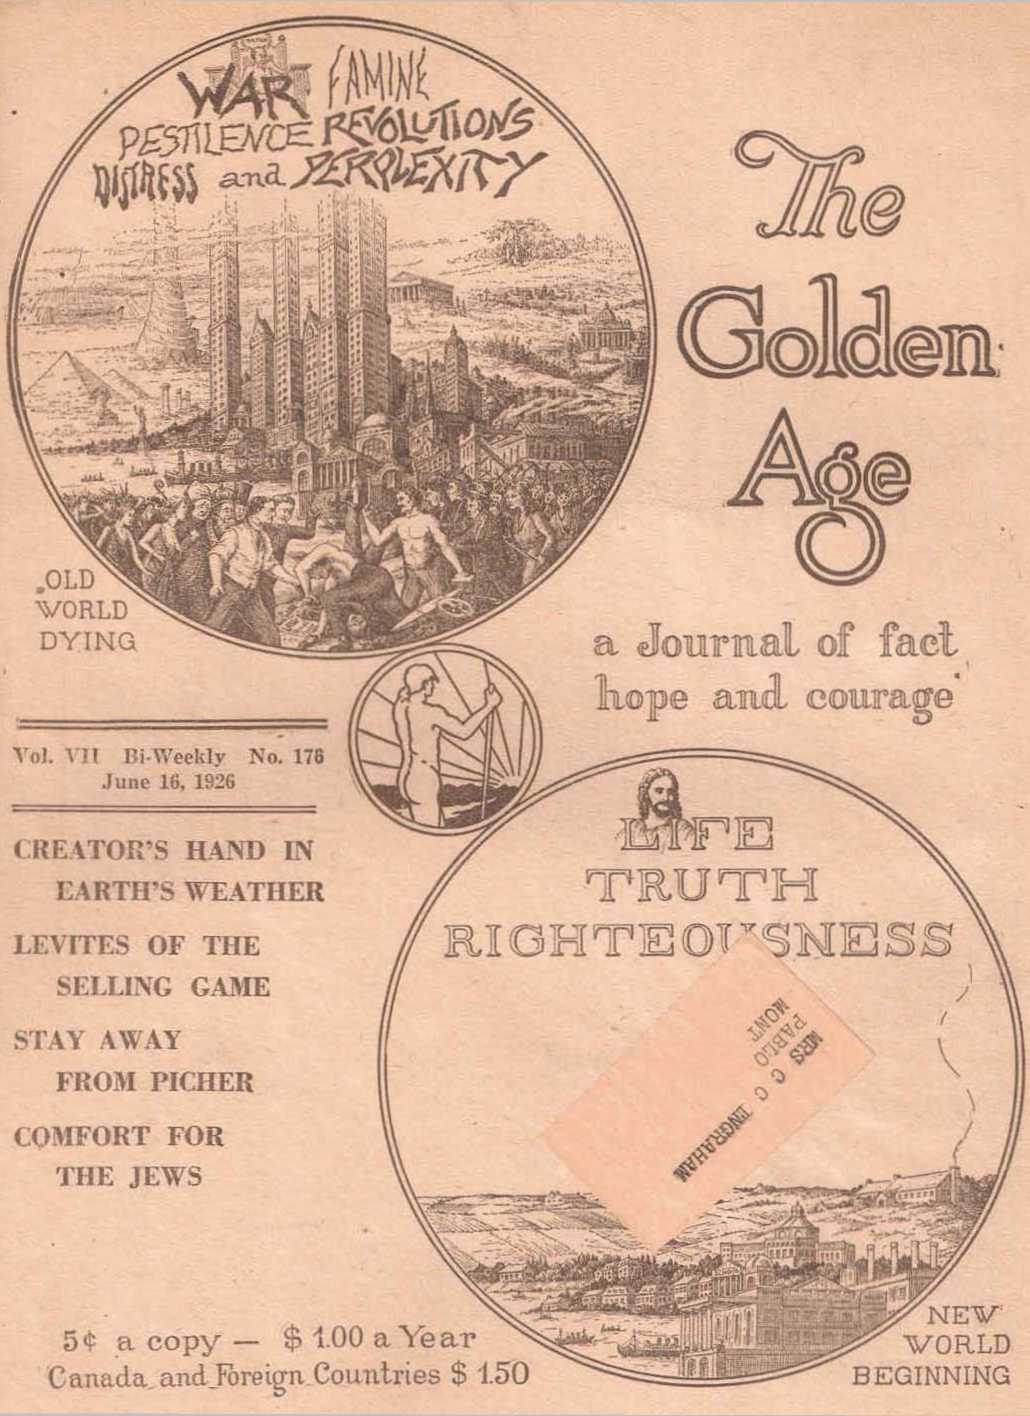 WAR FAMINE
PESTILENCE REVOLUTIONS
DISTRESS and PERPLEXITY
The
Golden
Age
a Journal of fact
hope and courage
OLD
WORLD
DYING
Vol. VII Bi-Weekly No. 176
June 16, 1926
CREATOR'S HAND IN
EARTH'S WEATHER
LEVITES OF THE
SELLING GAME
STAY AWAY
FROM PICHER
COMFORT FOR
THE JEWS
LIFE
TRUTH
RIGHTEOUSNESS
MRS C C INGRAHAM
PABLO
MONT
NEW
WORLD
BEGINNING
5¢ a copy — $ 1.00 a Year
Canada and Foreign Countries $ 1.50